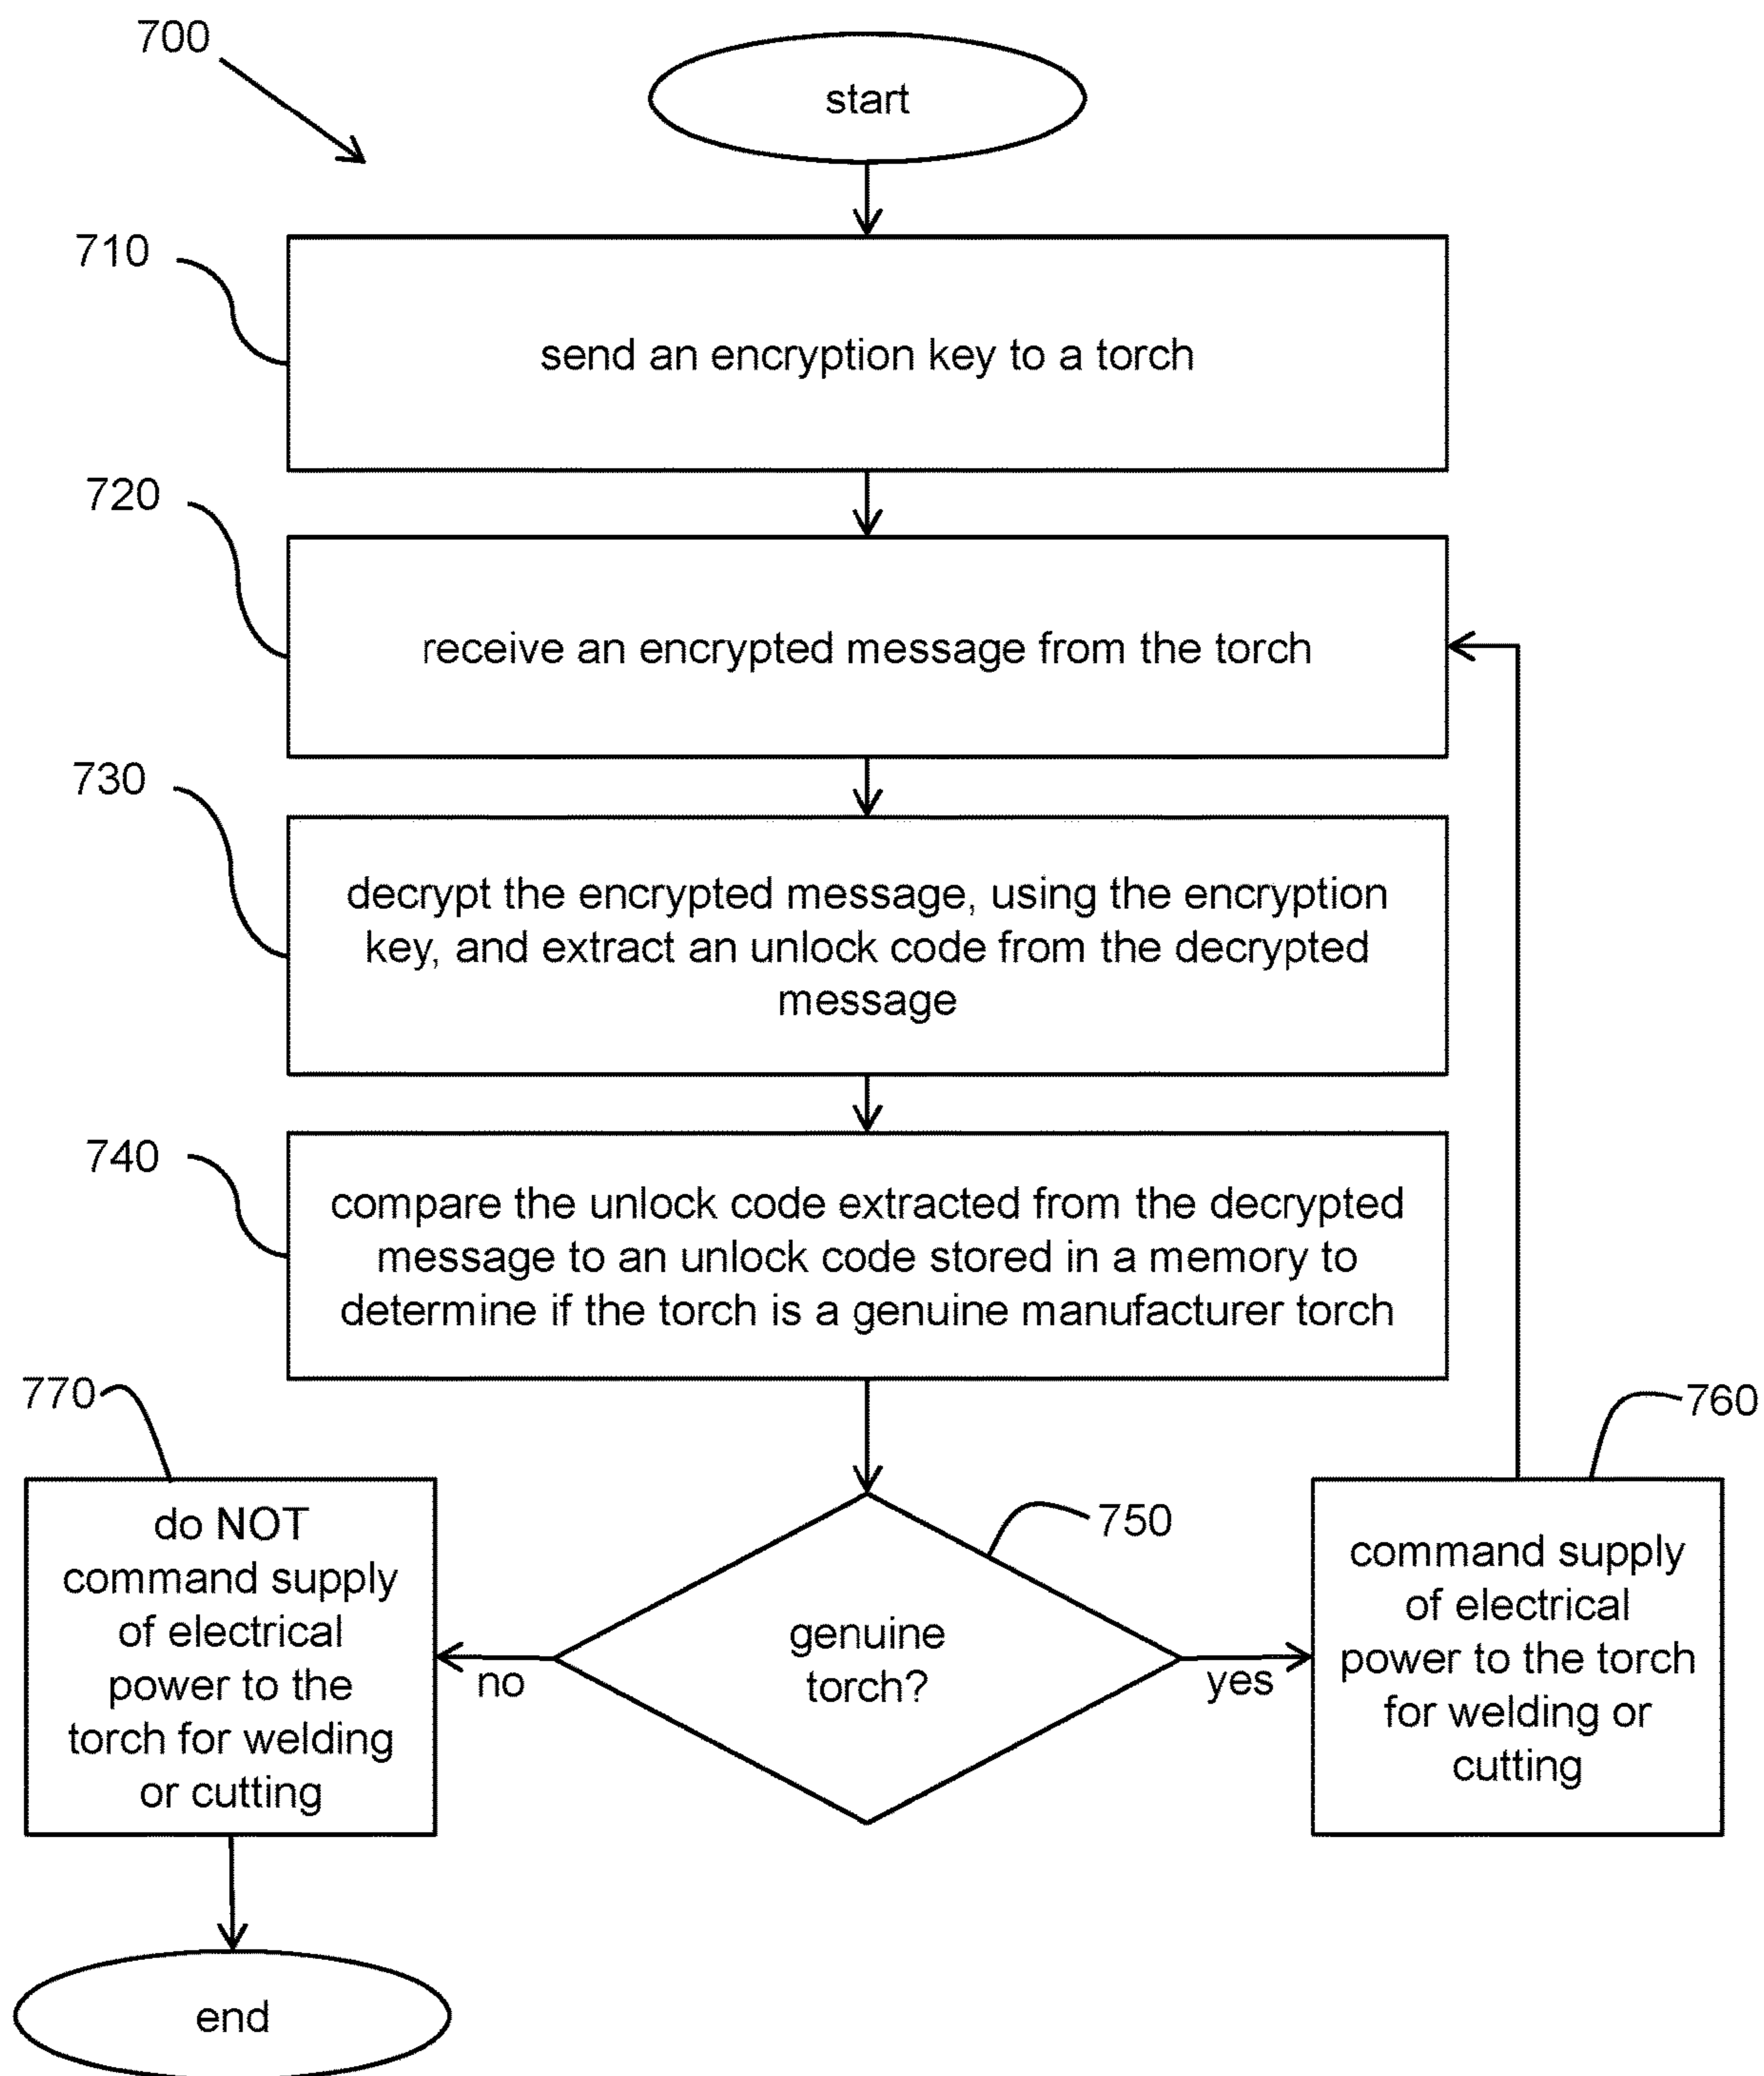 700
start
710
send an encryption key to a torch
720
receive an encrypted message from the torch
730
decrypt the encrypted message, using the encryption
key, and extract an unlock code from the decrypted
message
740
compare the unlock code extracted from the decrypted
message to an unlock code stored in a memory to
determine if the torch is a genuine manufacturer torch
770
do NOT
command supply
of electrical
power to the
torch for welding
or cutting
no
750
genuine
torch?
yes
760
command supply
of electrical
power to the torch
for welding or
cutting
end